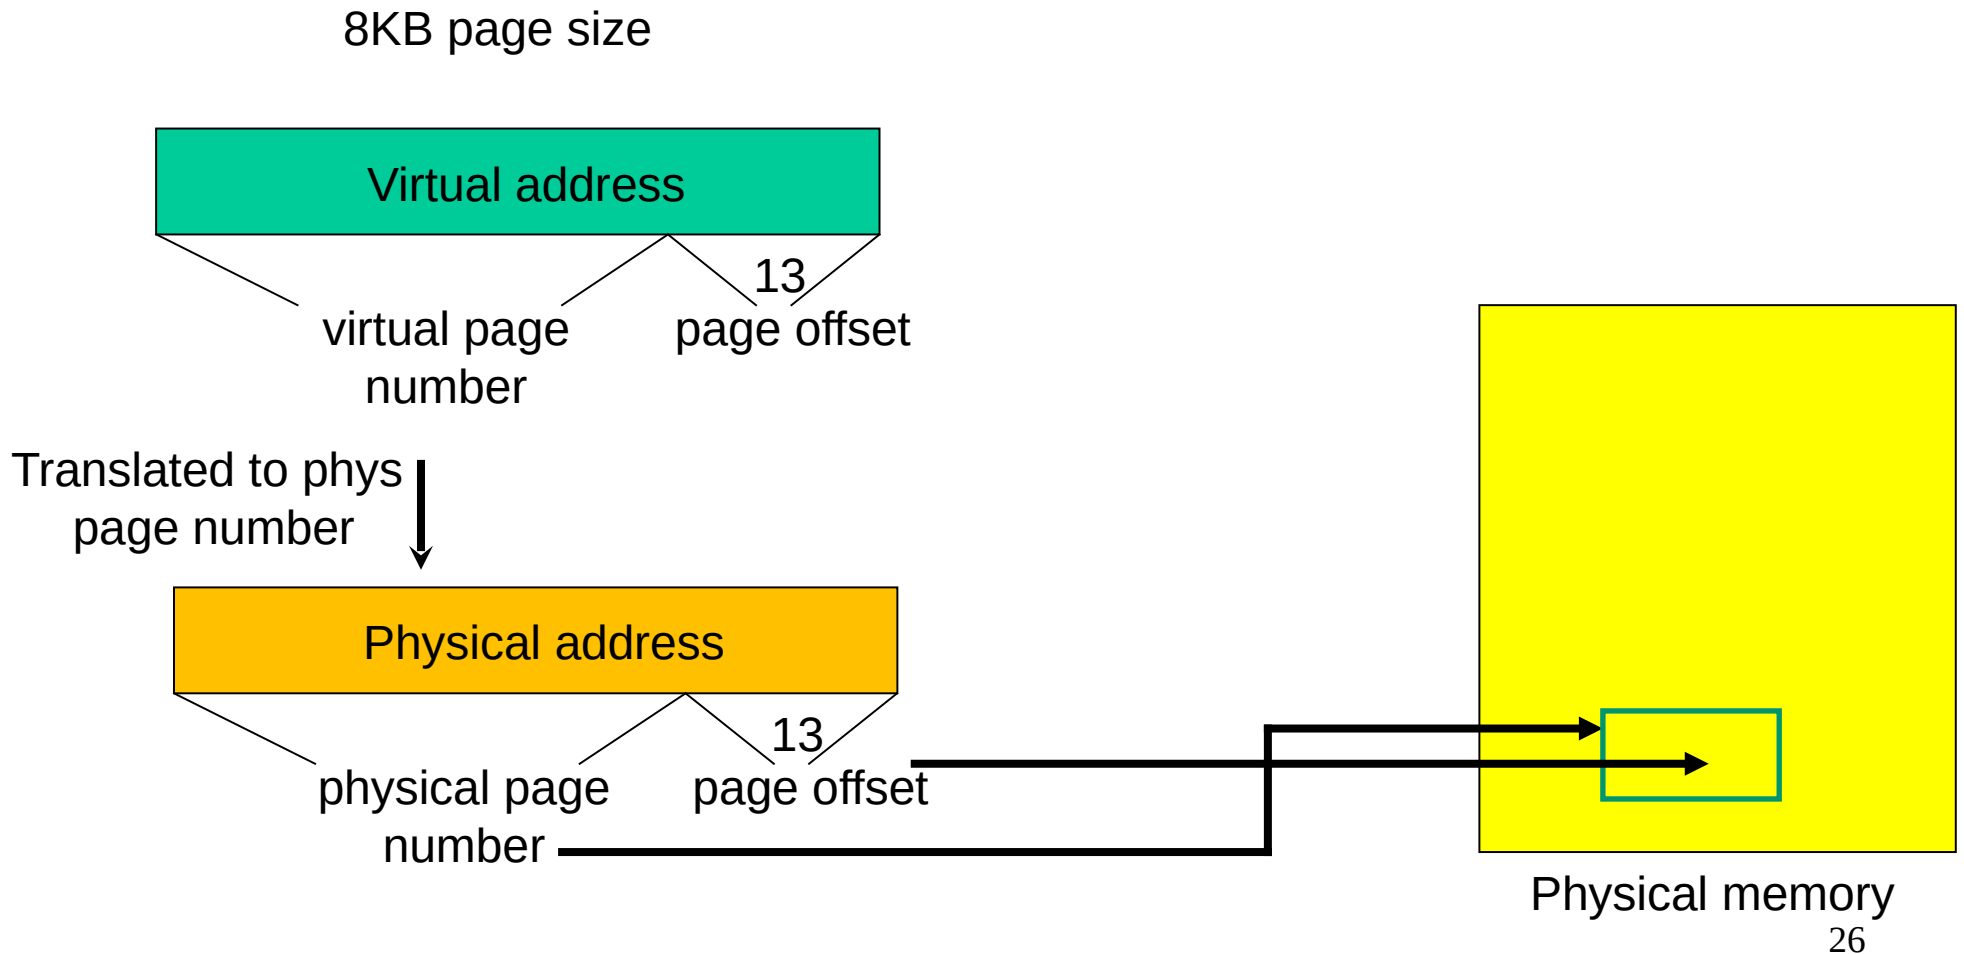 8KB page size
Virtual address
13
virtual page
number
page offset
Translated to phys
page number
Physical address
13
physical page
number
page offset
Physical memory
26